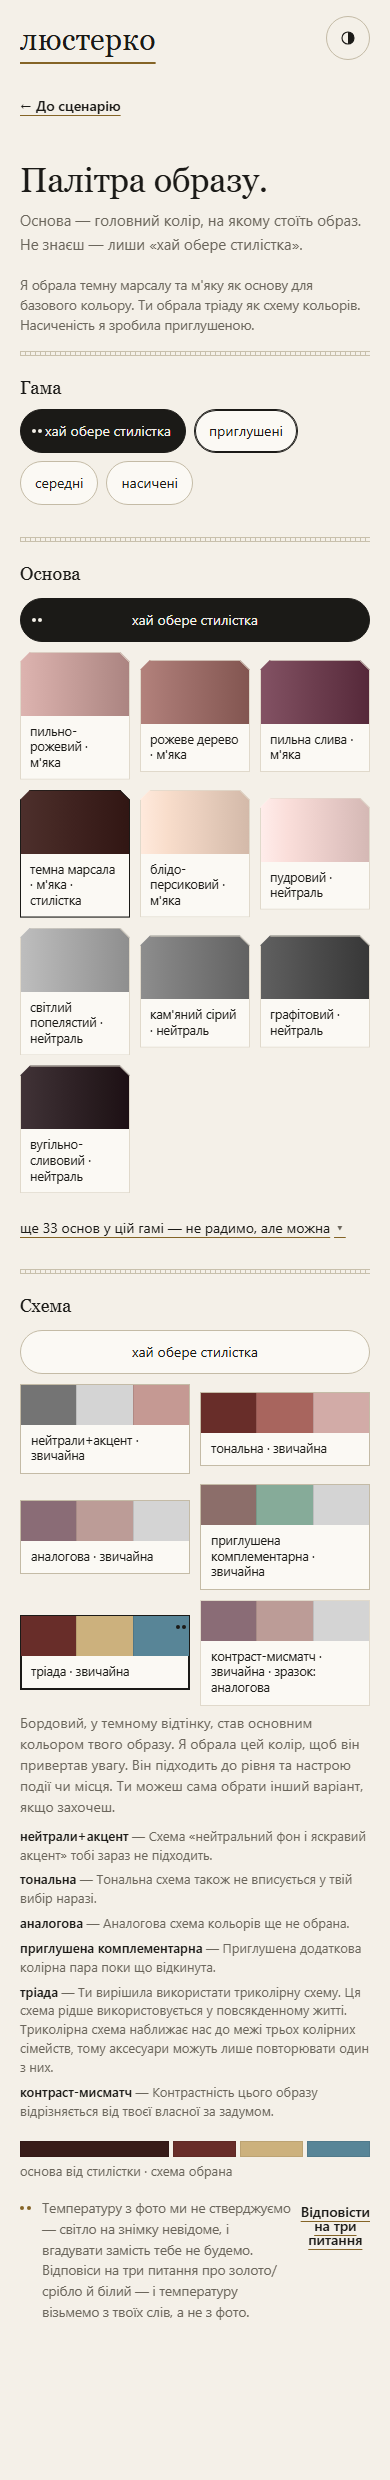 люстерко
← До сценарію
Палітра образу.
Основа — головний колір, на якому стоїть образ.
Не знаєш — лиши «хай обере стилістка».
Я обрала темну марсалу та м'яку як основу для
базового кольору. Ти обрала тріаду як схему кольорів.
Насиченість я зробила приглушеною.
Гама
хай обере стилістка
приглушені
середні
насичені
Основа
хай обере стилістка
пильно-
рожевий ·
м'яка
рожеве дерево
· м'яка
пильна слива ·
м'яка
темна марсала
· м'яка ·
стилістка
блідо-
персиковий ·
м'яка
пудровий ·
нейтраль
світлий
попелястий ·
нейтраль
кам'яний сірий
· нейтраль
графітовий ·
нейтраль
вугільно-
сливовий ·
нейтраль
ще 33 основ у цій гамі — не радимо, але можна ▾
Схема
хай обере стилістка
нейтрали+акцент ·
звичайна
тональна · звичайна
аналогова · звичайна
приглушена
комплементарна ·
звичайна
тріада · звичайна
контраст-мисматч ·
звичайна · зразок:
аналогова
Бордовий, у темному відтінку, став основним
кольором твого образу. Я обрала цей колір, щоб він
привертав увагу. Він підходить до рівня та настрою
події чи місця. Ти можеш сама обрати інший варіант,
якщо захочеш.
нейтрали+акцент — Схема «нейтральний фон і яскравий
акцент» тобі зараз не підходить.
тональна — Тональна схема також не вписується у твій
вибір наразі.
аналогова — Аналогова схема кольорів ще не обрана.
приглушена комплементарна — Приглушена додаткова
колірна пара поки що відкинута.
тріада — Ти вирішила використати триколірну схему. Ця
схема рідше використовується у повсякденному житті.
Триколірна схема наближає нас до межі трьох колірних
сімейств, тому аксесуари можуть лише повторювати один
з них.
контраст-мисматч — Контрастність цього образу
відрізняється від твоєї власної за задумом.
основа від стилістки · схема обрана
Температуру з фото ми не стверджуємо
— світло на знімку невідоме, і
вгадувати замість тебе не будемо.
Відповіси на три питання про золото/
срібло й білий — і температуру
візьмемо з твоїх слів, а не з фото.
Відповісти
на три
питання